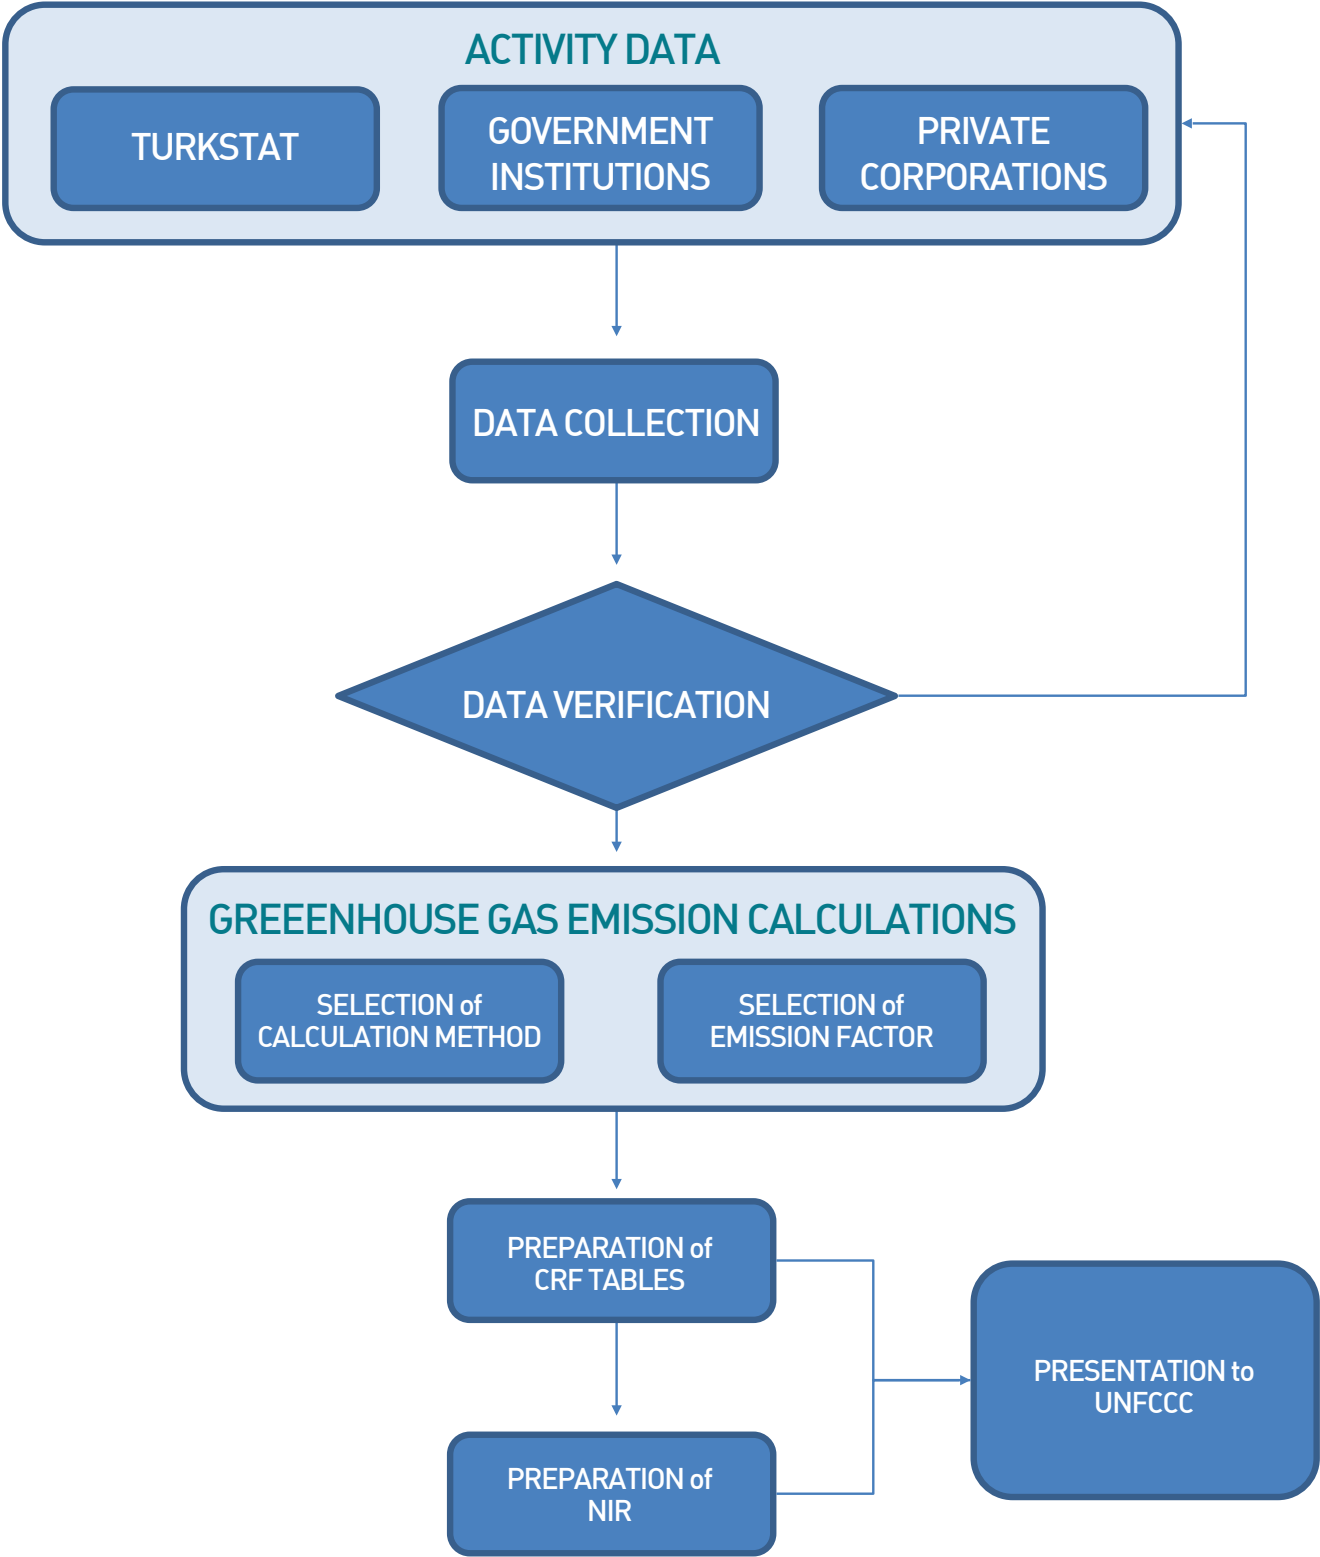 ACTIVITY DATA
TURKSTAT
GOVERNMENT
INSTITUTIONS
PRIVATE
CORPORATIONS
DATA COLLECTION
DATA VERIFICATION
GREEENHOUSE GAS EMISSION CALCULATIONS
SELECTION of
CALCULATION METHOD
SELECTION of
EMISSION FACTOR
PREPARATION of
CRF TABLES
PRESENTATION to
UNFCCC
PREPARATION of
NIR